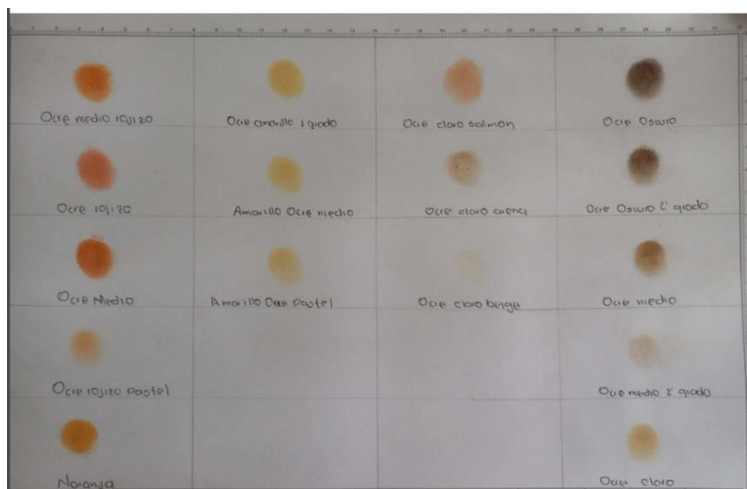 Ocre medio rojizo
Ocre amarillo 2 grado
Ocre claro salmon
Ocre Oscuro
Ocre rojizo
Amarillo Ocre medio
Ocre claro crema
Ocre Oscuro 2° grado
Ocre Medio
Amarillo Ocre Pastel
Ocre claro beige
Ocre medio
Ocre rojizo Pastel
Ocre medio 2° grado
Naranja
Ocre claro